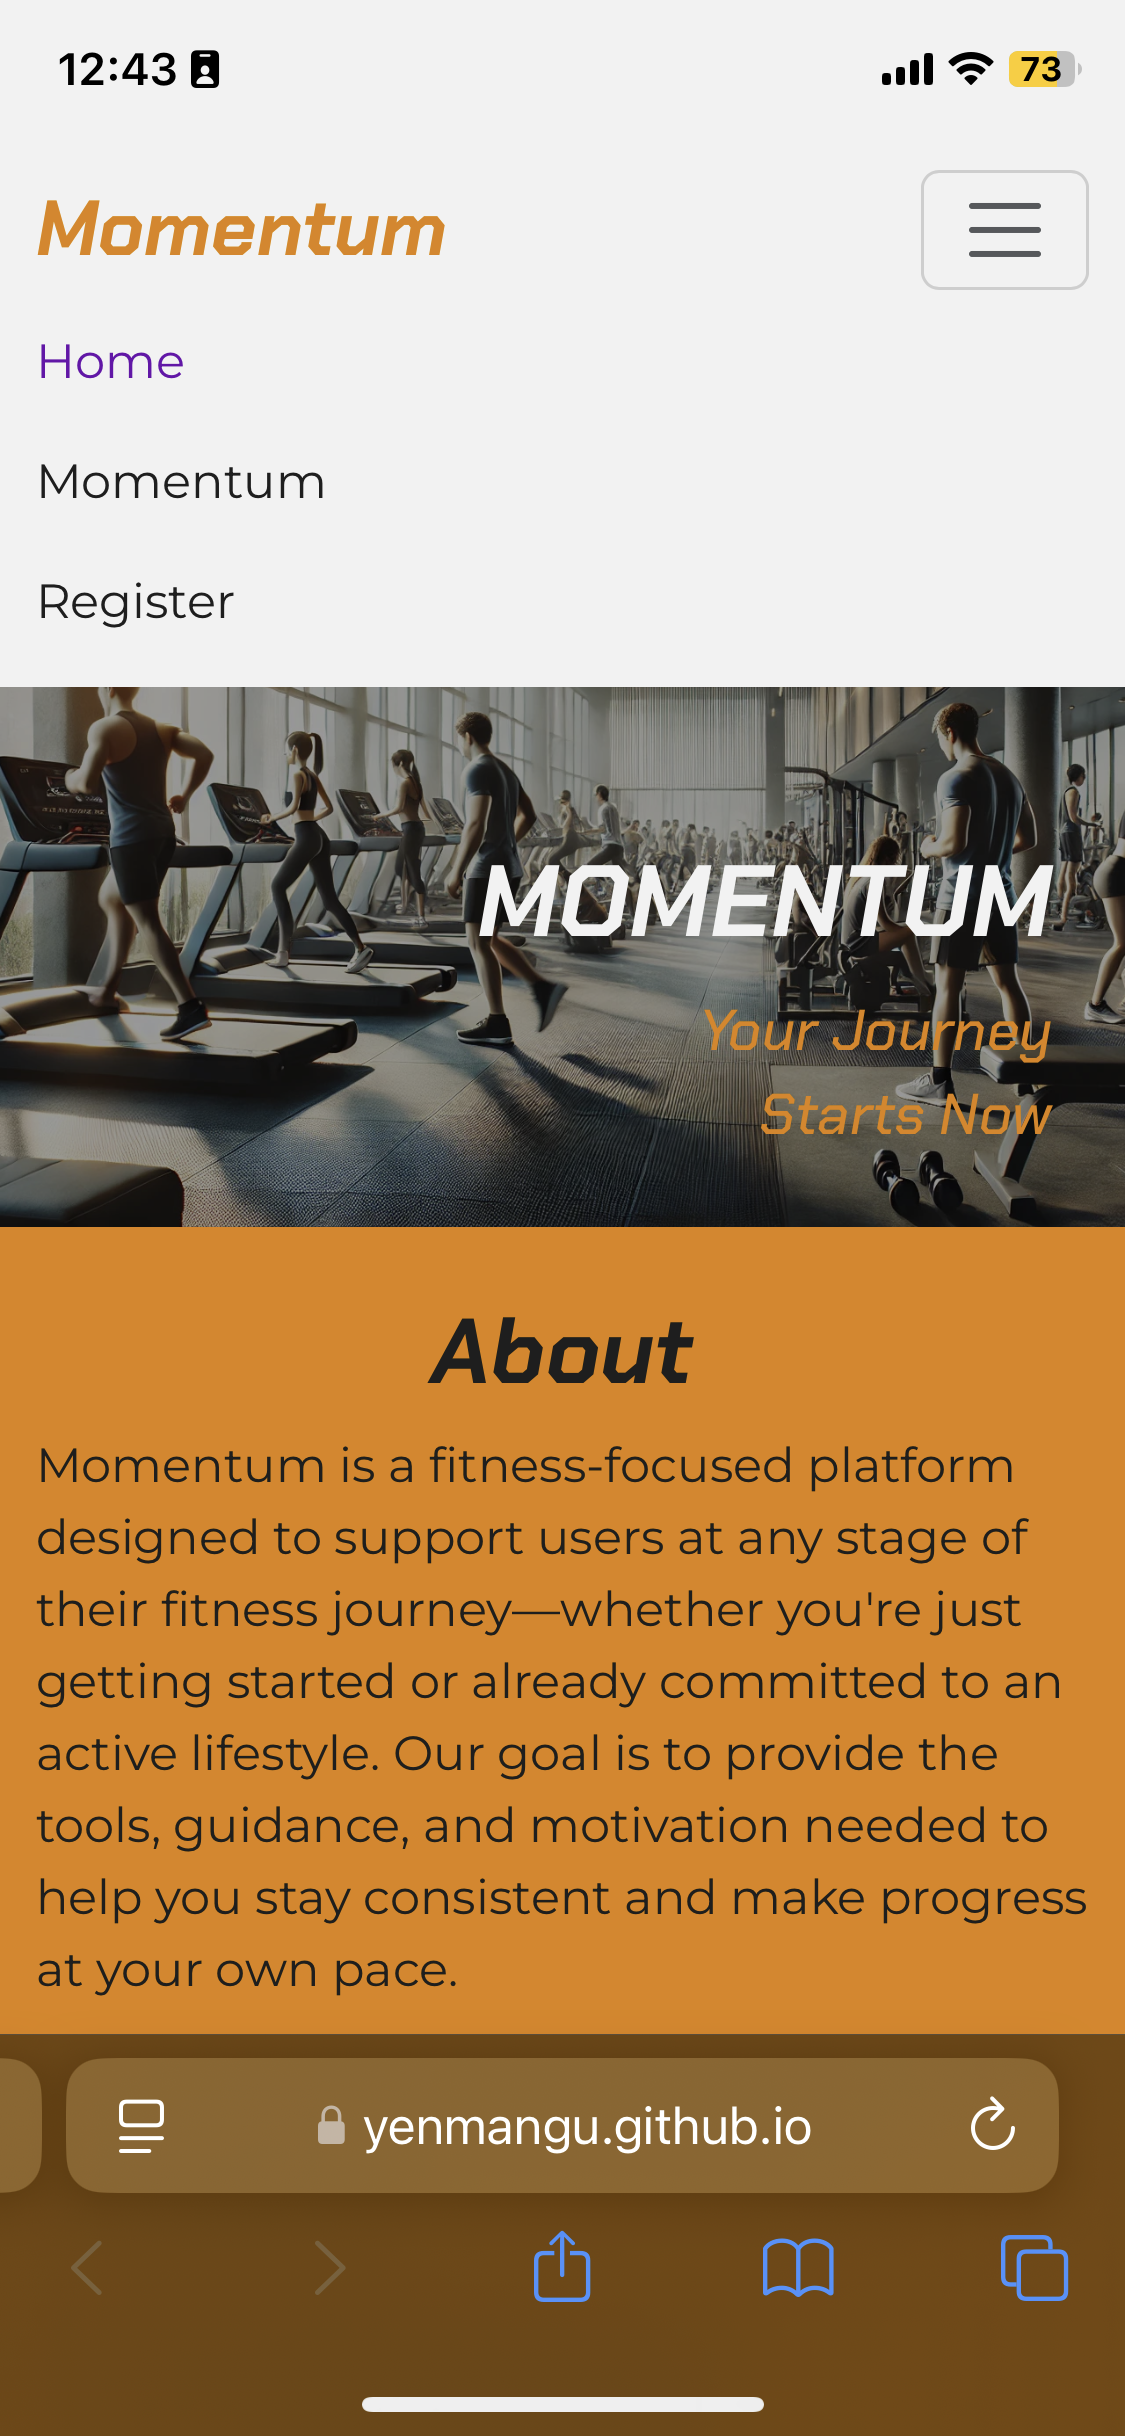 12:43
73
Momentum
Home
Momentum
Register
MOMENTUM
Your Journey
Starts Now
About
Momentum is a fitness-focused platform
designed to support users at any stage of
their fitness journey—whether you're just
getting started or already committed to an
active lifestyle. Our goal is to provide the
tools, guidance, and motivation needed to
help you stay consistent and make progress
at your own pace.
yenmangu.github.io